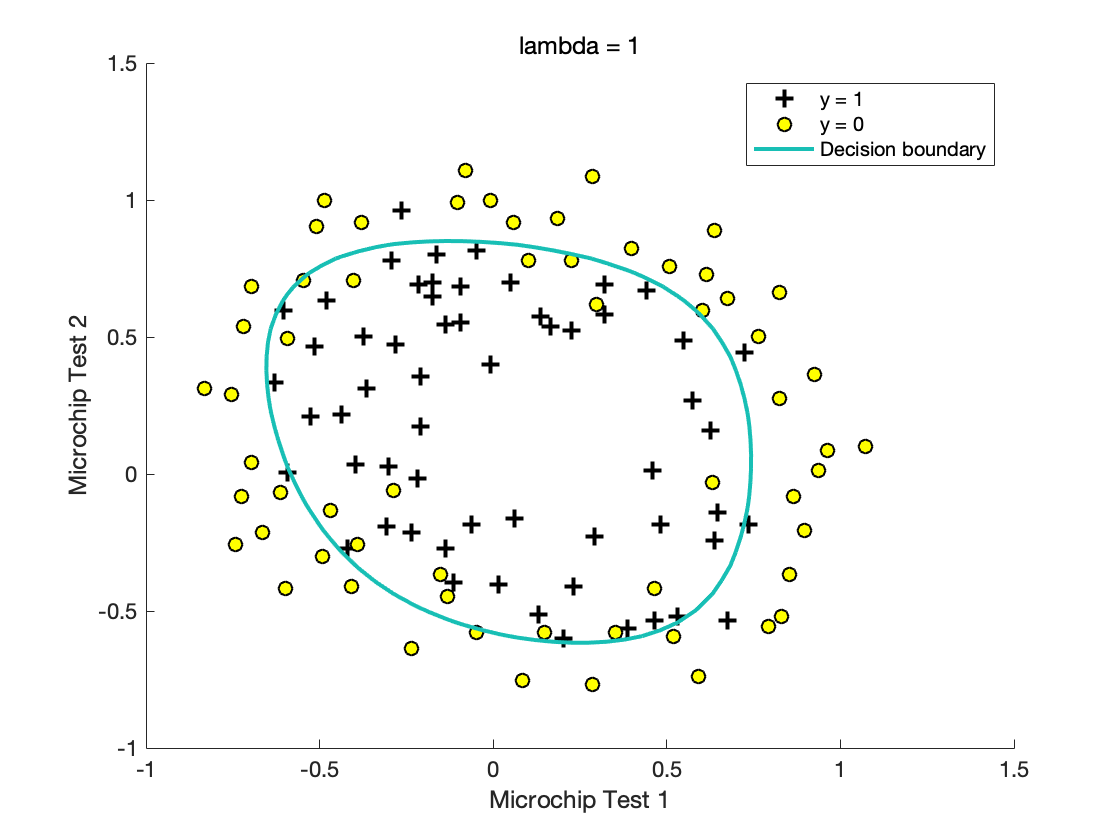 lambda = 1
1.5
1
0.5
0
-0.5
-1
-1
-0.5
0
0.5
1
1.5
Microchip Test 2
Microchip Test 1
y = 1
y = 0
Decision boundary